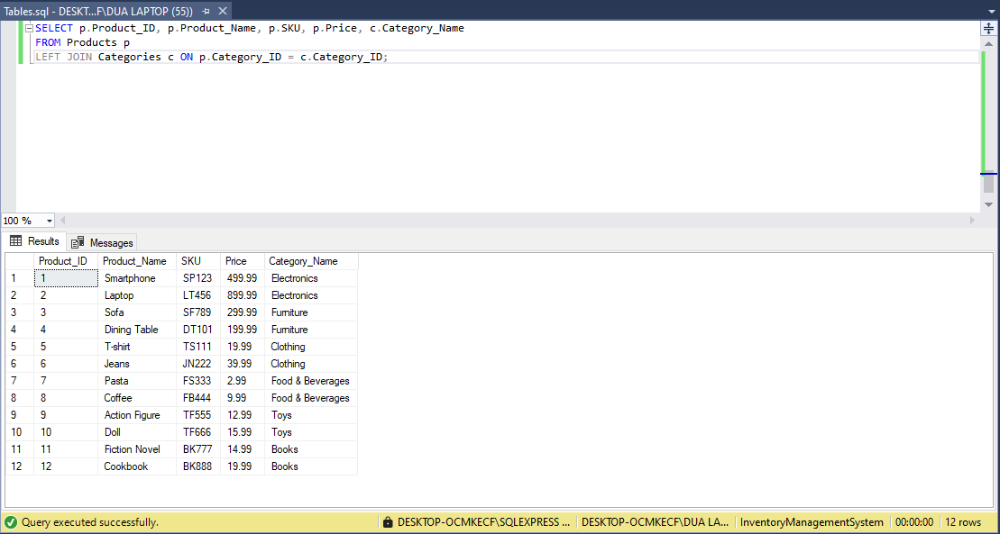 Tables.sql - DESKT...F\DUA LAPTOP (55))
SELECT p.Product_ID, p.Product_Name, p.SKU, p.Price, c.Category_Name
FROM Products p
LEFT JOIN Categories c ON p.Category_ID = c.Category_ID;
100 %
Results Messages
Product_ID Product_Name SKU Price Category_Name
1 1 Smartphone SP123 499.99 Electronics
2 2 Laptop LT456 899.99 Electronics
3 3 Sofa SF789 299.99 Furniture
4 4 Dining Table DT101 199.99 Furniture
5 5 T-shirt TS111 19.99 Clothing
6 6 Jeans JN222 39.99 Clothing
7 7 Pasta FS333 2.99 Food & Beverages
8 8 Coffee FB444 9.99 Food & Beverages
9 9 Action Figure TF555 12.99 Toys
10 10 Doll TF666 15.99 Toys
11 11 Fiction Novel BK777 14.99 Books
12 12 Cookbook BK888 19.99 Books
Query executed successfully. DESKTOP-OCMKECF\SQLEXPRESS ... DESKTOP-OCMKECF\DUA LA... InventoryManagementSystem 00:00:00 12 rows